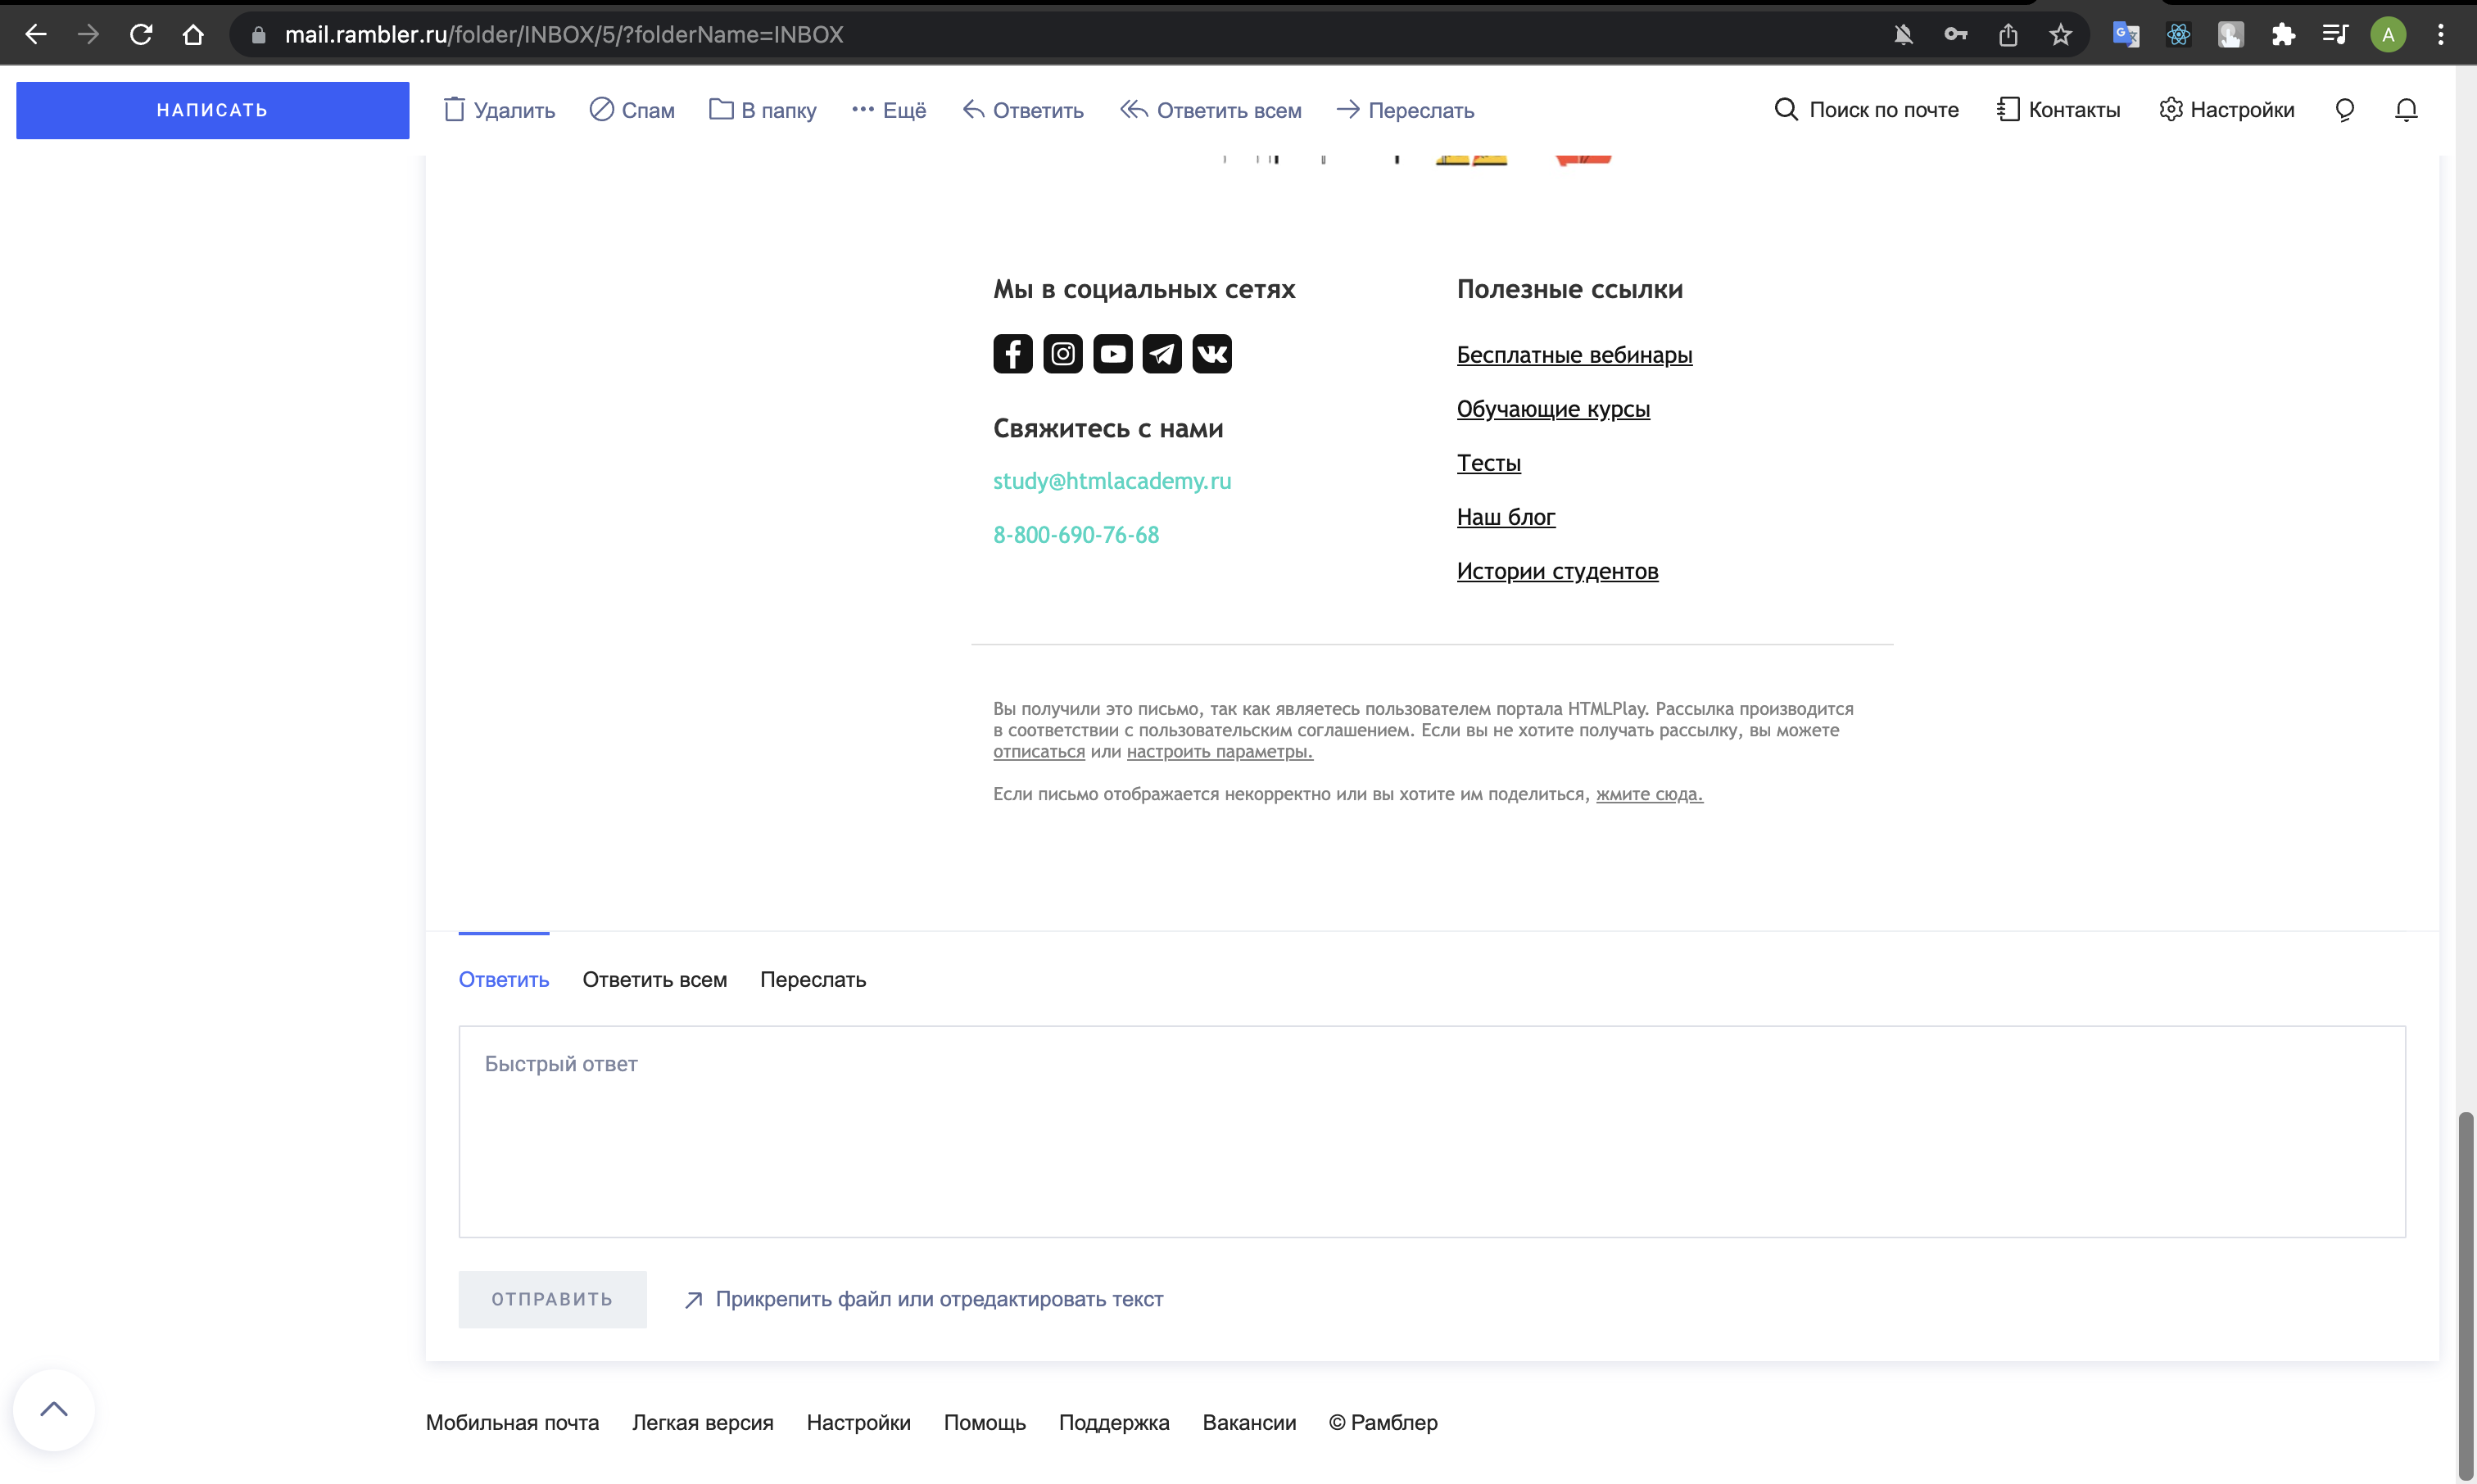 mail.rambler.ru/folder/INBOX/5/?folderName=INBOX
A
НАПИСАТЬ
Удалить Спам В папку Ещё Ответить Ответить всем Переслать Поиск по почте Контакты Настройки
Мы в социальных сетях
Свяжитесь с нами
study@htmlacademy.ru
8-800-690-76-68
Полезные ссылки
Бесплатные вебинары
Обучающие курсы
Тесты
Наш блог
Истории студентов
Вы получили это письмо, так как являетесь пользователем портала HTMLPlay. Рассылка производится
в соответствии с пользовательским соглашением. Если вы не хотите получать рассылку, вы можете
отписаться или настроить параметры.
Если письмо отображается некорректно или вы хотите им поделиться, жмите сюда.
Ответить Ответить всем Переслать
Быстрый ответ
ОТПРАВИТЬ Прикрепить файл или отредактировать текст
Мобильная почта Легкая версия Настройки Помощь Поддержка Вакансии © Рамблер